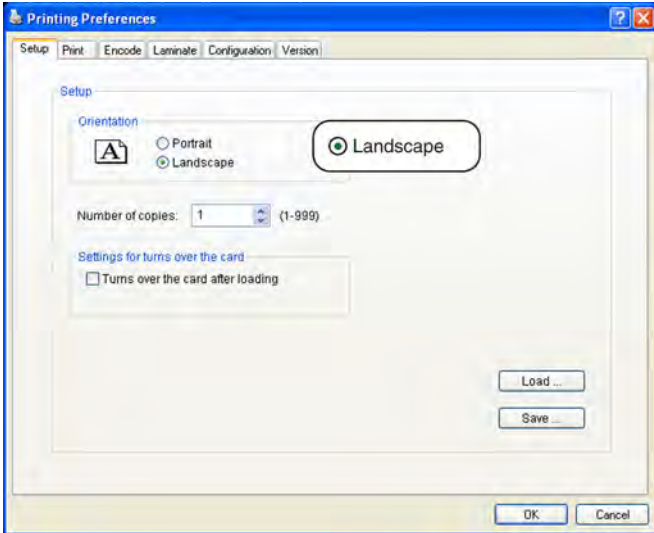 Printing Preferences
Setup Print Encode Laminate Configuration Version
Setup
Orientation
A
Portrait
Landscape
Landscape
Number of copies: 1 (1-999)
Settings for turns over the card
Turns over the card after loading
Load ...
Save ...
OK Cancel